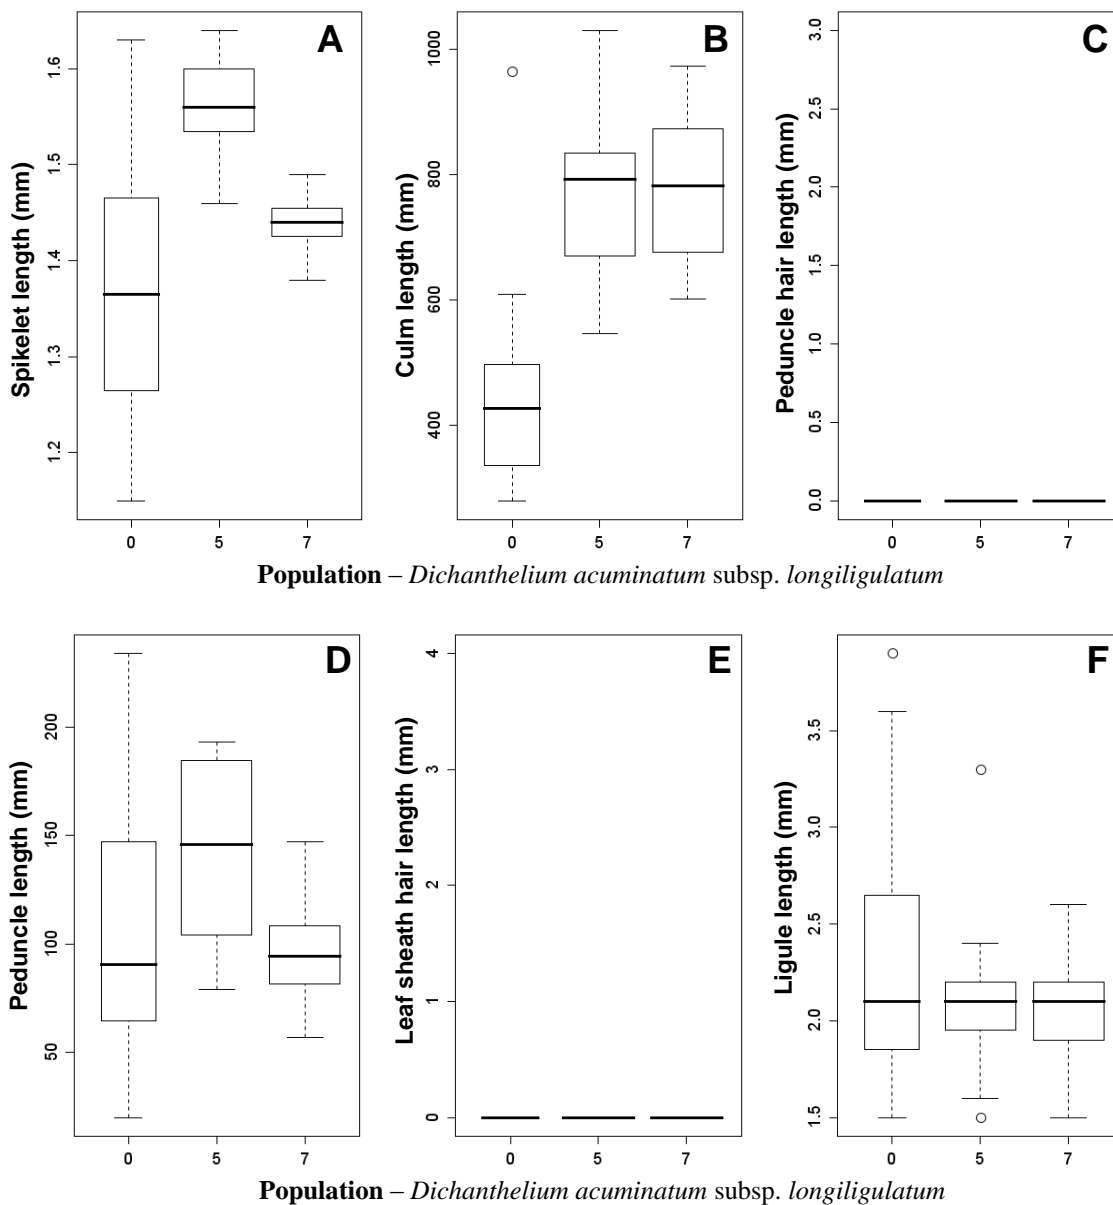 A
B
C
Spikelet length (mm)
1.2 1.3 1.4 1.5 1.6
Culm length (mm)
400 600 800 1000
Peduncle hair length (mm)
0.0 0.5 1.0 1.5 2.0 2.5 3.0
0 5 7
0 5 7
0 5 7
Population – Dichanthelium acuminatum subsp. longiligulatum
D
E
F
Peduncle length (mm)
50 100 150 200
Leaf sheath hair length (mm)
0 1 2 3 4
Ligule length (mm)
1.5 2.0 2.5 3.0 3.5
0 5 7
0 5 7
0 5 7
Population – Dichanthelium acuminatum subsp. longiligulatum